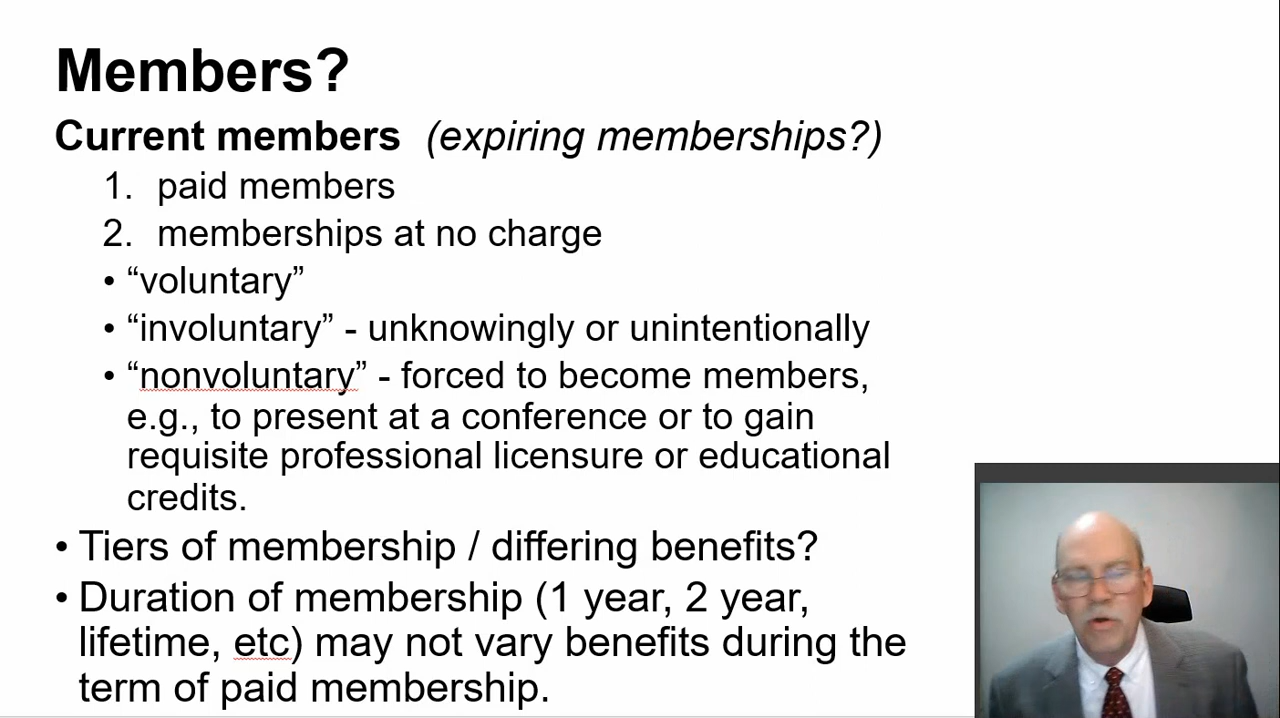 Members?
Current members (expiring memberships?)
1. paid members
2. memberships at no charge
• “voluntary”
• “involuntary” - unknowingly or unintentionally
• “nonvoluntary” - forced to become members,
e.g., to present at a conference or to gain
requisite professional licensure or educational
credits.
• Tiers of membership / differing benefits?
• Duration of membership (1 year, 2 year,
lifetime, etc) may not vary benefits during the
term of paid membership.